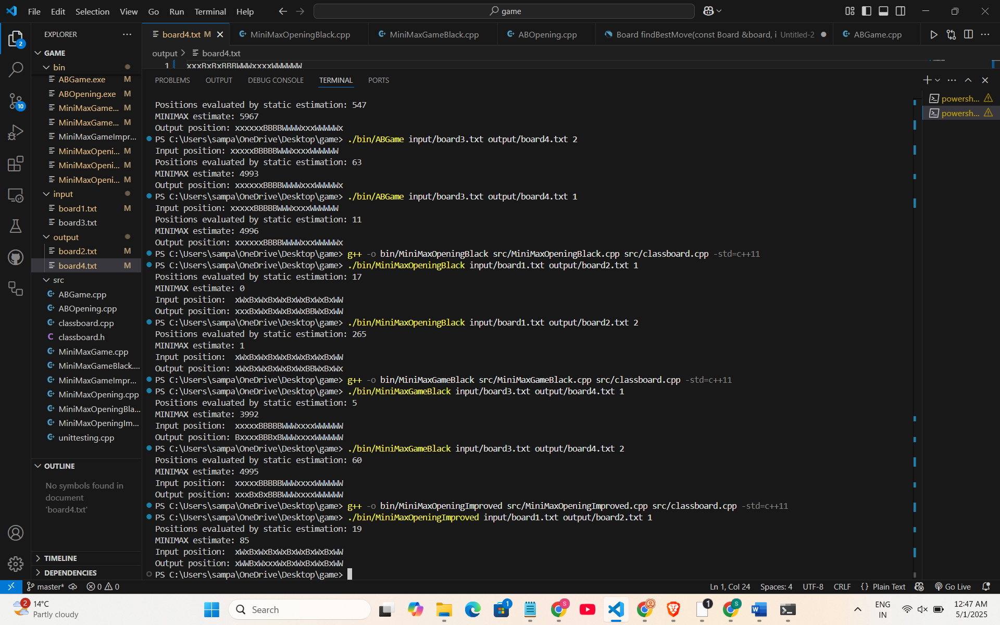 File Edit Selection View Go Run Terminal Help
game
EXPLORER
GAME
bin
ABGame.exe M
ABOpening.exe M
MiniMaxGame... M
MiniMaxGame... M
MiniMaxGameImpr...
MiniMaxOpeni... M
MiniMaxOpeni... M
MiniMaxOpeni... M
input
board1.txt M
board3.txt
output
board2.txt M
board4.txt M
src
ABGame.cpp
ABOpening.cpp
classboard.cpp
C classboard.h
MiniMaxGame.cpp
MiniMaxGameBlack....
MiniMaxGameImpr...
MiniMaxOpening.cpp
MiniMaxOpeningBla...
MiniMaxOpeningIm...
unittesting.cpp
OUTLINE
No symbols found in
document
'board4.txt'
TIMELINE
DEPENDENCIES
board4.txt M MiniMaxOpeningBlack.cpp MiniMaxGameBlack.cpp ABOpening.cpp Board findBestMove(const Board &board, i Untitled-2 ABGame.cpp
output board4.txt
1 xxxBxBxBBBWWWxxxxWWWWWW
PROBLEMS OUTPUT DEBUG CONSOLE TERMINAL PORTS
powersh...
powersh...
Positions evaluated by static estimation: 547
MINIMAX estimate: 5967
Output position: xxxxxxBBBBWWWWxxxWWWWWx
PS C:\Users\sampa\OneDrive\Desktop\game> ./bin/ABGame input/board3.txt output/board4.txt 2
Input position: xxxxxBBBBBWWWxxxxWWWWWW
Positions evaluated by static estimation: 63
MINIMAX estimate: 4993
Output position: xxxxxxBBBBWWWWxxxWWWWWx
PS C:\Users\sampa\OneDrive\Desktop\game> ./bin/ABGame input/board3.txt output/board4.txt 1
Input position: xxxxxBBBBBWWWxxxxWWWWWW
Positions evaluated by static estimation: 11
MINIMAX estimate: 4996
Output position: xxxxxxBBBBWWWWxxxWWWWWx
PS C:\Users\sampa\OneDrive\Desktop\game> g++ -o bin/MiniMaxOpeningBlack src/MiniMaxOpeningBlack.cpp src/classboard.cpp -std=c++11
PS C:\Users\sampa\OneDrive\Desktop\game> ./bin/MiniMaxOpeningBlack input/board1.txt output/board2.txt 1
Positions evaluated by static estimation: 17
MINIMAX estimate: 0
Input position: xWxBxWxBxWxBxWxBxWxBxWW
Output position: xxxBxWxBxWxBxWxBBWxBxWW
PS C:\Users\sampa\OneDrive\Desktop\game> ./bin/MiniMaxOpeningBlack input/board1.txt output/board2.txt 2
Positions evaluated by static estimation: 265
MINIMAX estimate: 1
Input position: xWxBxWxBxWxBxWxBxWxBxWW
Output position: xWxBxWxBxWxBxWxBBWxBxWx
PS C:\Users\sampa\OneDrive\Desktop\game> g++ -o bin/MiniMaxGameBlack src/MiniMaxGameBlack.cpp src/classboard.cpp -std=c++11
PS C:\Users\sampa\OneDrive\Desktop\game> ./bin/MiniMaxGameBlack input/board3.txt output/board4.txt 1
Positions evaluated by static estimation: 5
MINIMAX estimate: 3992
Input position: xxxxxBBBBBWWWxxxxWWWWWW
Output position: BxxxxBBBxBWWWxxxxWWWWWW
PS C:\Users\sampa\OneDrive\Desktop\game> ./bin/MiniMaxGameBlack input/board3.txt output/board4.txt 2
Positions evaluated by static estimation: 60
MINIMAX estimate: 4995
Input position: xxxxxBBBBBWWWxxxxWWWWWW
Output position: xxxBxBxBBBWWWxxxxWWWWWW
PS C:\Users\sampa\OneDrive\Desktop\game> g++ -o bin/MiniMaxOpeningImproved src/MiniMaxOpeningImproved.cpp src/classboard.cpp -std=c++11
PS C:\Users\sampa\OneDrive\Desktop\game> ./bin/MiniMaxOpeningImproved input/board1.txt output/board2.txt 1
Positions evaluated by static estimation: 19
MINIMAX estimate: 85
Input position: xWxBxWxBxWxBxWxBxWxBxWW
Output position: xWWBxWxxxWxBxWxBxWxBxWW
PS C:\Users\sampa\OneDrive\Desktop\game>
2
10
master* 0 0
Ln 1, Col 24 Spaces: 4 UTF-8 CRLF {} Plain Text Go Live
2
14°C
Partly cloudy
Search
1
S
1
S
ENG
IN
12:47 AM
5/1/2025